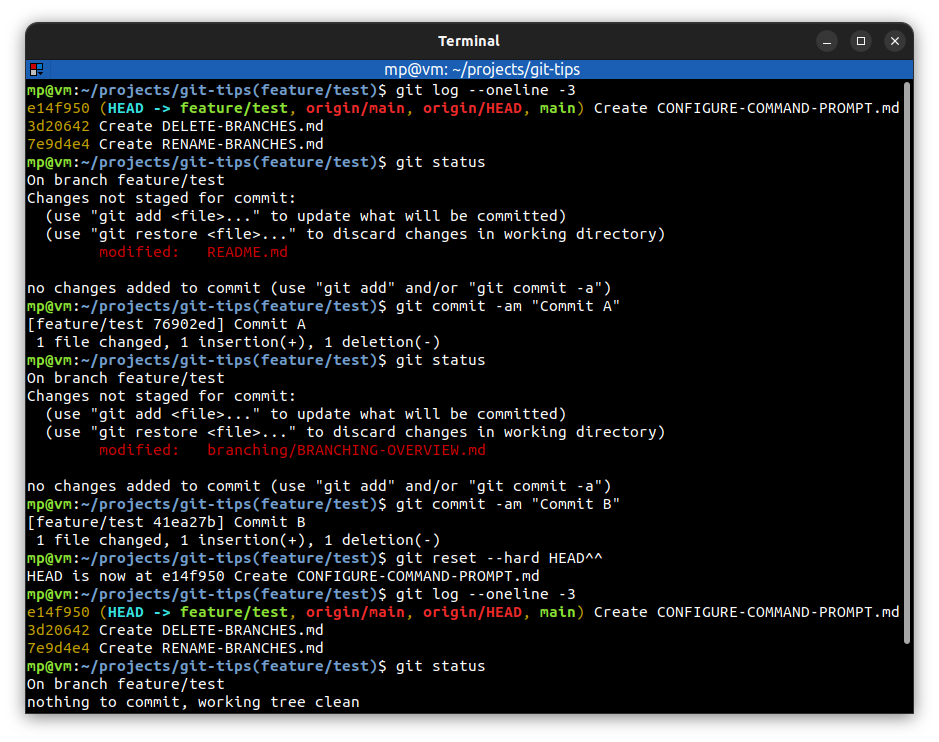 Terminal
mp@vm: ~/projects/git-tips
mp@vm:~/projects/git-tips(feature/test)$ git log --oneline -3
e14f950 (HEAD -> feature/test, origin/main, origin/HEAD, main) Create CONFIGURE-COMMAND-PROMPT.md
3d20642 Create DELETE-BRANCHES.md
7e9d4e4 Create RENAME-BRANCHES.md
mp@vm:~/projects/git-tips(feature/test)$ git status
On branch feature/test
Changes not staged for commit:
  (use "git add <file>..." to update what will be committed)
  (use "git restore <file>..." to discard changes in working directory)
        modified:   README.md

no changes added to commit (use "git add" and/or "git commit -a")
mp@vm:~/projects/git-tips(feature/test)$ git commit -am "Commit A"
[feature/test 76902ed] Commit A
 1 file changed, 1 insertion(+), 1 deletion(-)
mp@vm:~/projects/git-tips(feature/test)$ git status
On branch feature/test
Changes not staged for commit:
  (use "git add <file>..." to update what will be committed)
  (use "git restore <file>..." to discard changes in working directory)
        modified:   branching/BRANCHING-OVERVIEW.md

no changes added to commit (use "git add" and/or "git commit -a")
mp@vm:~/projects/git-tips(feature/test)$ git commit -am "Commit B"
[feature/test 41ea27b] Commit B
 1 file changed, 1 insertion(+), 1 deletion(-)
mp@vm:~/projects/git-tips(feature/test)$ git reset --hard HEAD^^
HEAD is now at e14f950 Create CONFIGURE-COMMAND-PROMPT.md
mp@vm:~/projects/git-tips(feature/test)$ git log --oneline -3
e14f950 (HEAD -> feature/test, origin/main, origin/HEAD, main) Create CONFIGURE-COMMAND-PROMPT.md
3d20642 Create DELETE-BRANCHES.md
7e9d4e4 Create RENAME-BRANCHES.md
mp@vm:~/projects/git-tips(feature/test)$ git status
On branch feature/test
nothing to commit, working tree clean